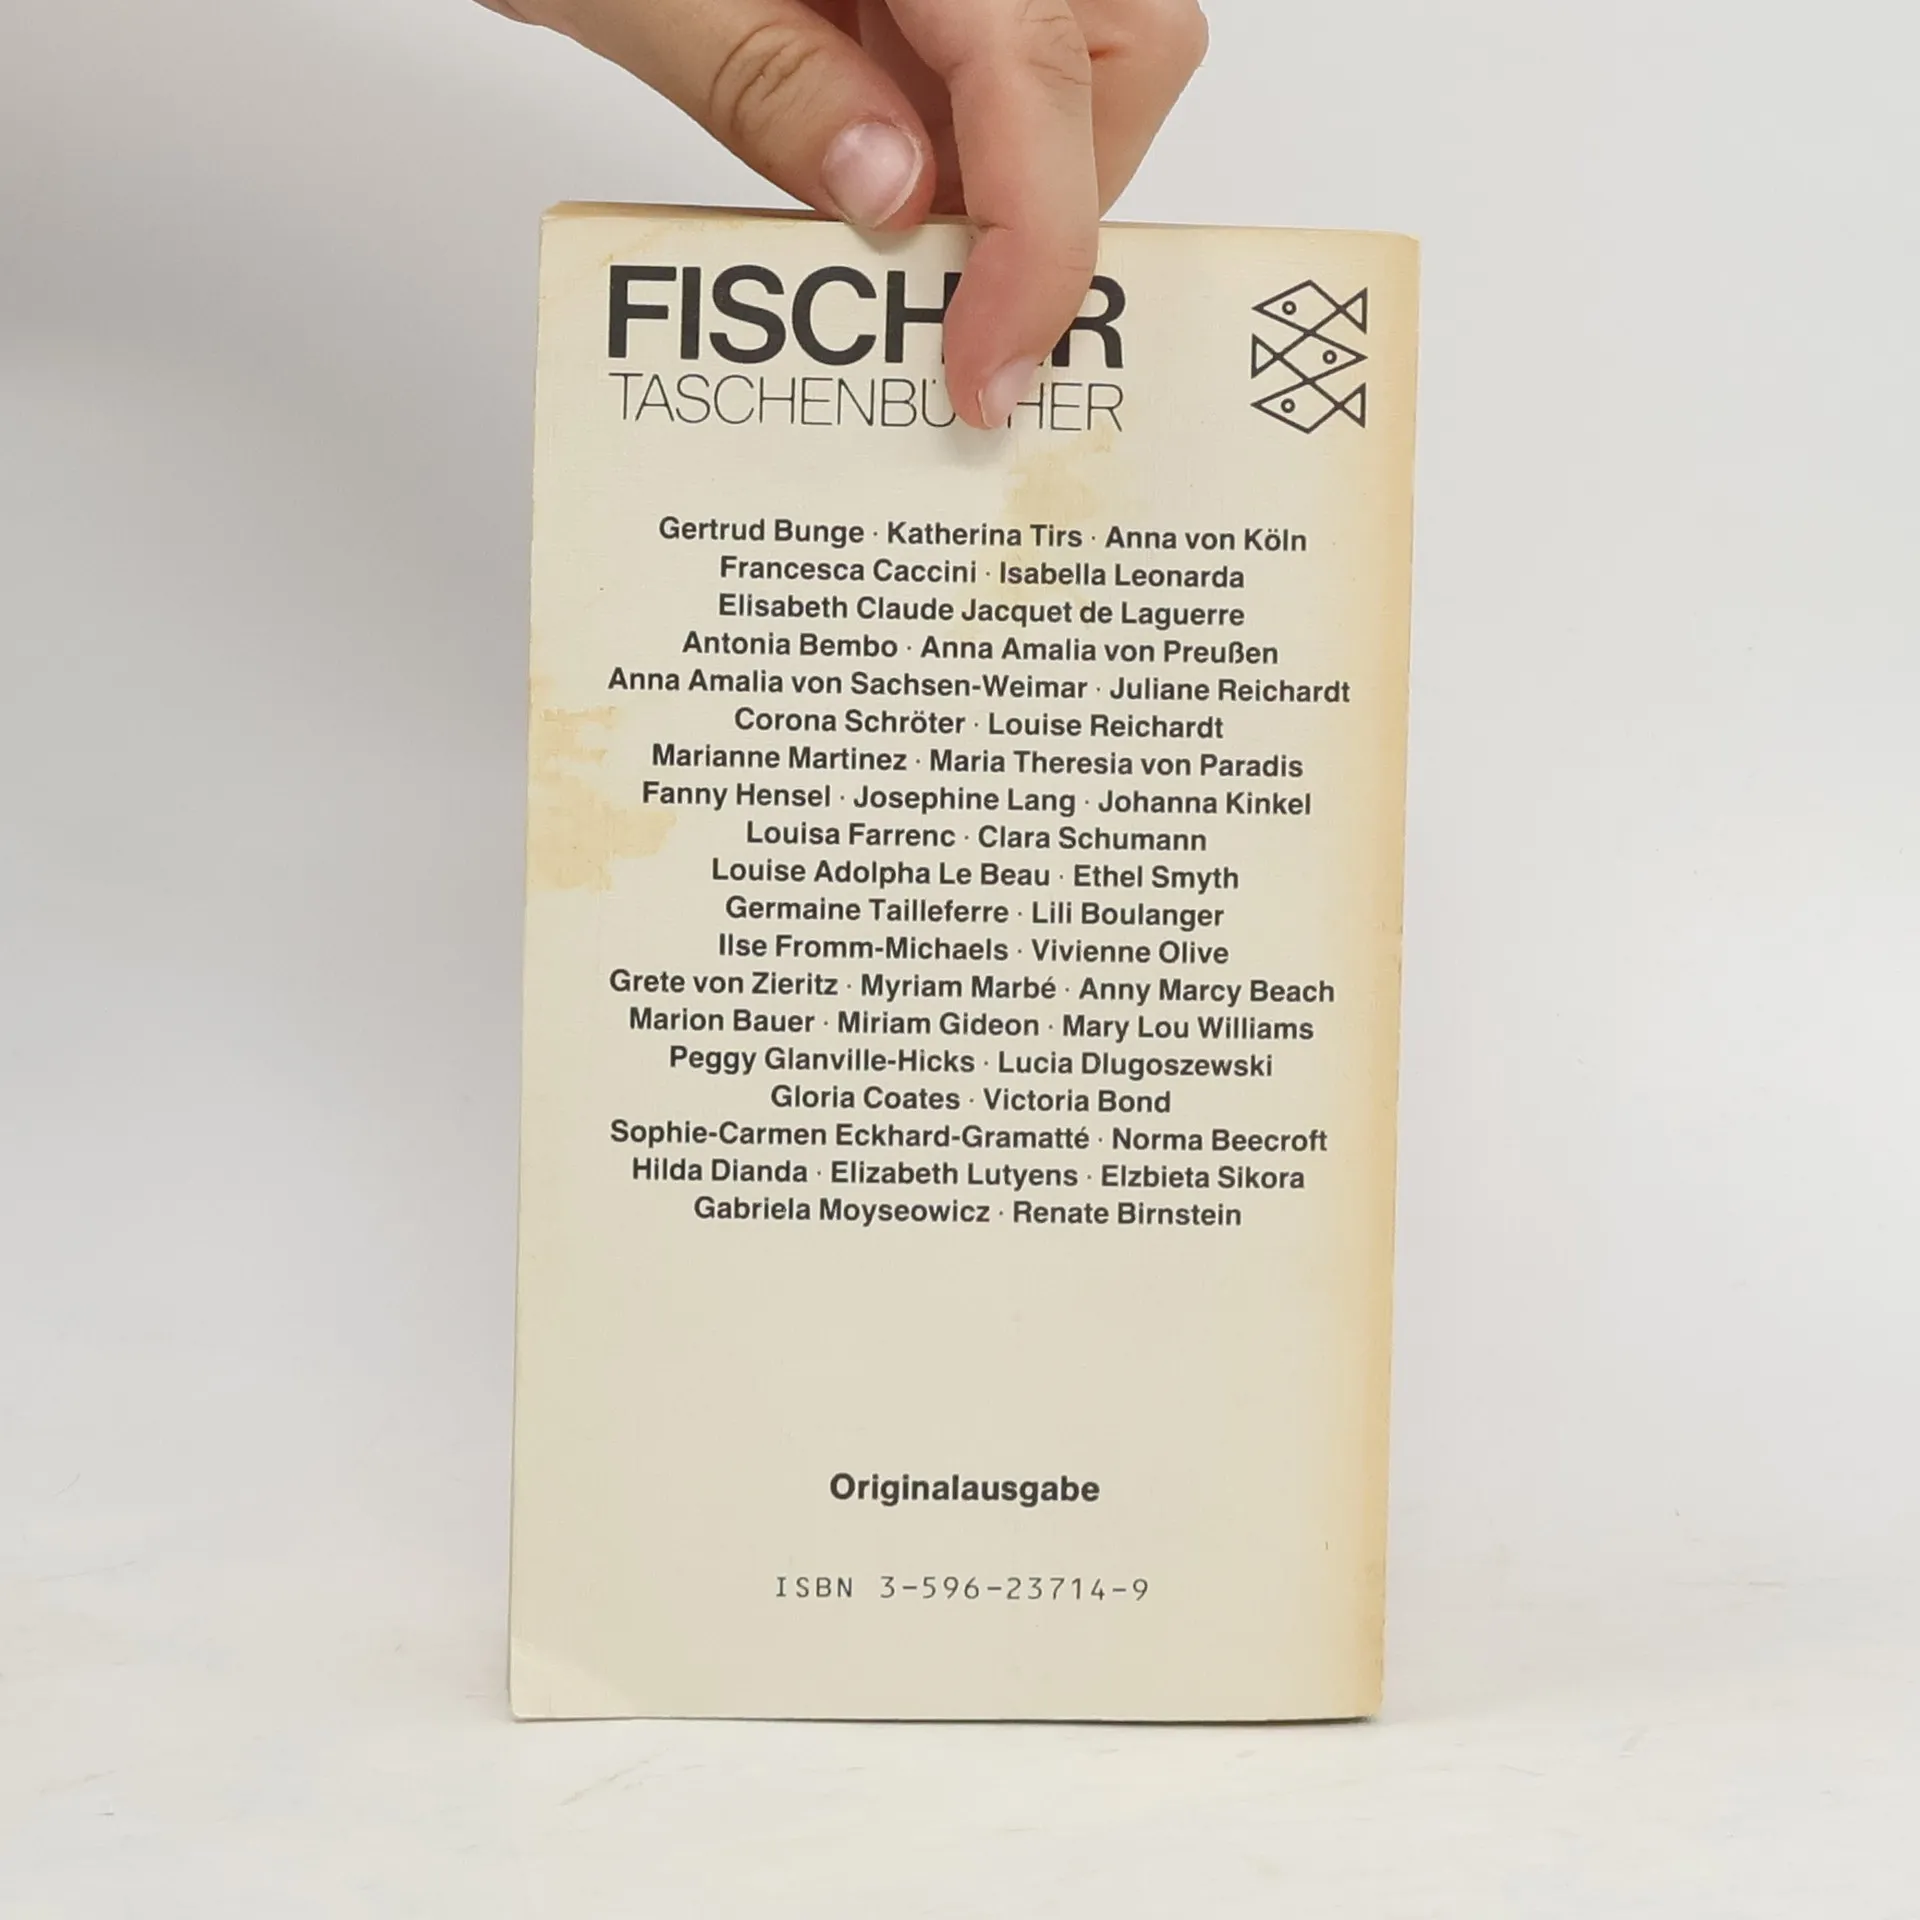 FISCHER
TASCHENBÜCHER
Gertrud Bunge · Katherina Tirs · Anna von Köln
Francesca Caccini · Isabella Leonarda
Elisabeth Claude Jacquet de Laguerre
Antonia Bembo · Anna Amalia von Preußen
Anna Amalia von Sachsen-Weimar · Juliane Reichardt
Corona Schröter · Louise Reichardt
Marianne Martinez · Maria Theresia von Paradis
Fanny Hensel · Josephine Lang · Johanna Kinkel
Louisa Farrenc · Clara Schumann
Louise Adolpha Le Beau · Ethel Smyth
Germaine Tailleferre · Lili Boulanger
Ilse Fromm-Michaels · Vivienne Olive
Grete von Zieritz · Myriam Marbé · Anny Marcy Beach
Marion Bauer · Miriam Gideon · Mary Lou Williams
Peggy Glanville-Hicks · Lucia Dlugoszewski
Gloria Coates · Victoria Bond
Sophie-Carmen Eckhard-Gramatté · Norma Beecroft
Hilda Dianda · Elizabeth Lutyens · Elzbieta Sikora
Gabriela Moyseowicz · Renate Birnstein
Originalausgabe
ISBN 3-596-23714-9